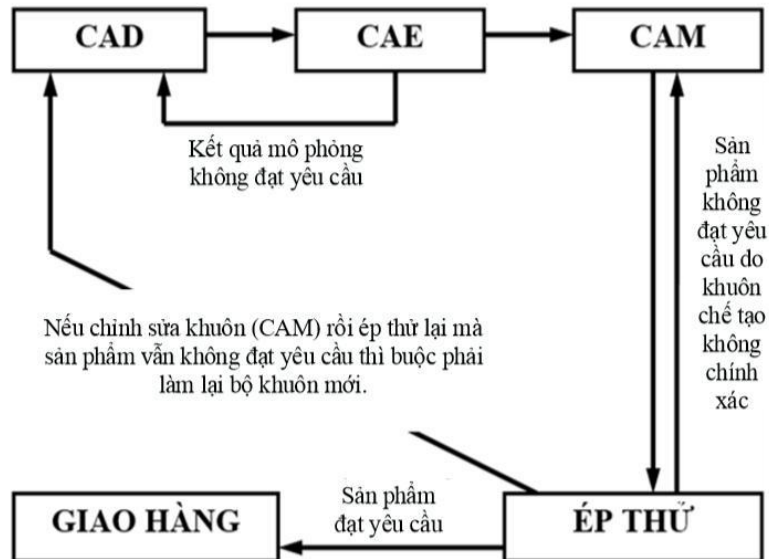 CAD
CAE
CAM
Kết quả mô phỏng
không đạt yêu cầu
Sản
phẩm
không
đạt yêu
cầu do
khuôn
chế tạo
không
chính
xác
Nếu chỉnh sửa khuôn (CAM) rồi ép thử lại mà
sản phẩm vẫn không đạt yêu cầu thì buộc phải
làm lại bộ khuôn mới.
GIAO HÀNG
Sản phẩm
đạt yêu cầu
ÉP THỬ